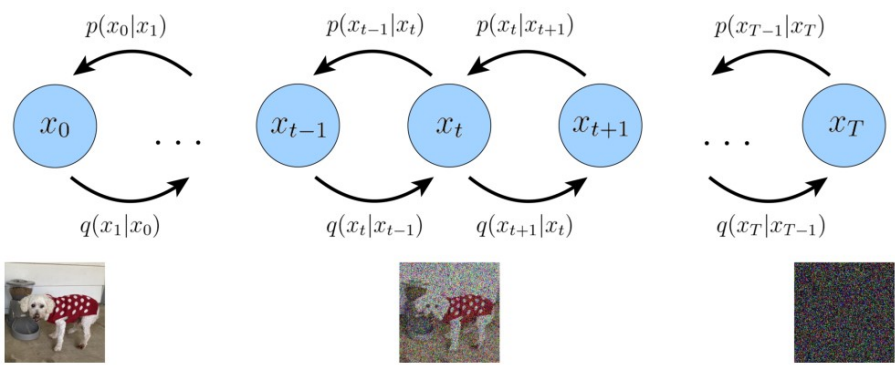 p(x_0|x_1) p(x_{t-1}|x_t) p(x_t|x_{t+1}) p(x_{T-1}|x_T)
x_0 ... x_{t-1} x_t x_{t+1} ... x_T
q(x_1|x_0) q(x_t|x_{t-1}) q(x_{t+1}|x_t) q(x_T|x_{T-1})